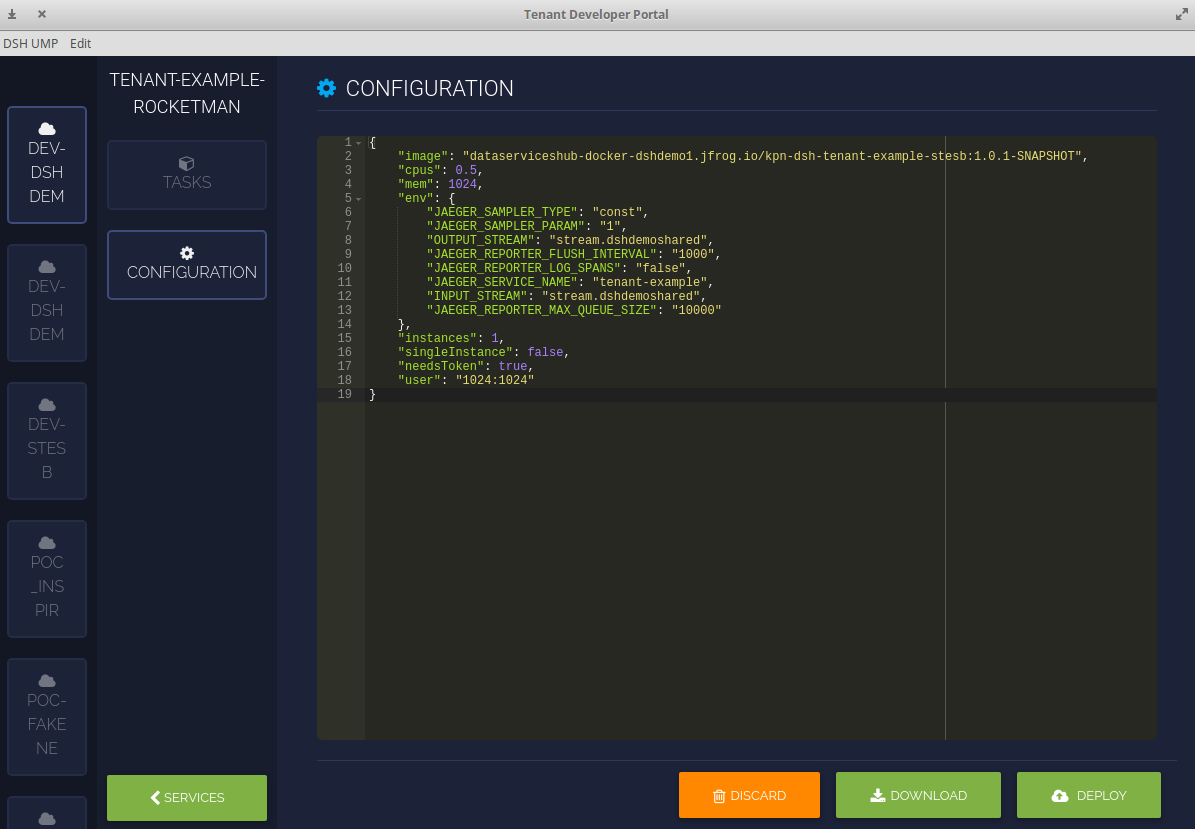 Tenant Developer Portal
DSH UMP Edit
DEV-
DSH
DEM
DEV-
DSH
DEM
DEV-
STES
B
POC
_INS
PIR
POC-
FAKE
NE
TENANT-EXAMPLE-
ROCKETMAN
TASKS
CONFIGURATION
SERVICES
CONFIGURATION
1 {
2     "image": "dataserviceshub-docker-dshdemo1.jfrog.io/kpn-dsh-tenant-example-stesb:1.0.1-SNAPSHOT",
3     "cpus": 0.5,
4     "mem": 1024,
5     "env": {
6         "JAEGER_SAMPLER_TYPE": "const",
7         "JAEGER_SAMPLER_PARAM": "1",
8         "OUTPUT_STREAM": "stream.dshdemoshared",
9         "JAEGER_REPORTER_FLUSH_INTERVAL": "1000",
10         "JAEGER_REPORTER_LOG_SPANS": "false",
11         "JAEGER_SERVICE_NAME": "tenant-example",
12         "INPUT_STREAM": "stream.dshdemoshared",
13         "JAEGER_REPORTER_MAX_QUEUE_SIZE": "10000"
14     },
15     "instances": 1,
16     "singleInstance": false,
17     "needsToken": true,
18     "user": "1024:1024"
19 }
DISCARD
DOWNLOAD
DEPLOY